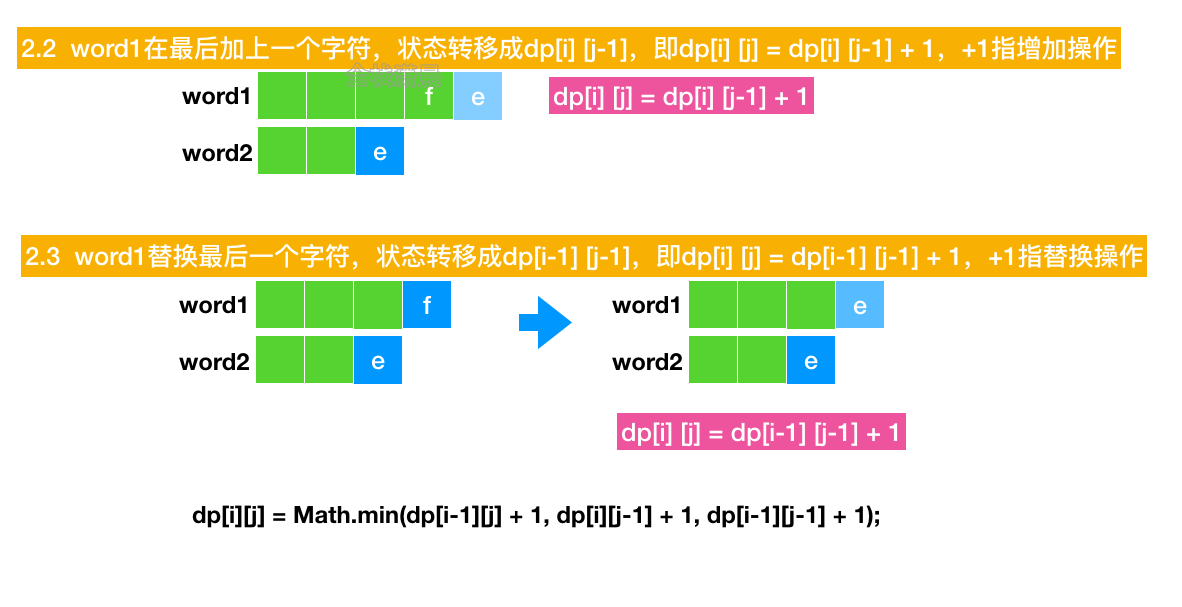 2.2 word1在最后加上一个字符，状态转移成dp[i] [j-1]，即dp[i] [j] = dp[i] [j-1] + 1，+1指增加操作
word1 f e dp[i] [j] = dp[i] [j-1] + 1
word2 e
2.3 word1替换最后一个字符，状态转移成dp[i-1] [j-1]，即dp[i] [j] = dp[i-1] [j-1] + 1，+1指替换操作
word1 f word1 e
word2 e word2 e
dp[i] [j] = dp[i-1] [j-1] + 1
dp[i][j] = Math.min(dp[i-1][j] + 1, dp[i][j-1] + 1, dp[i-1][j-1] + 1);